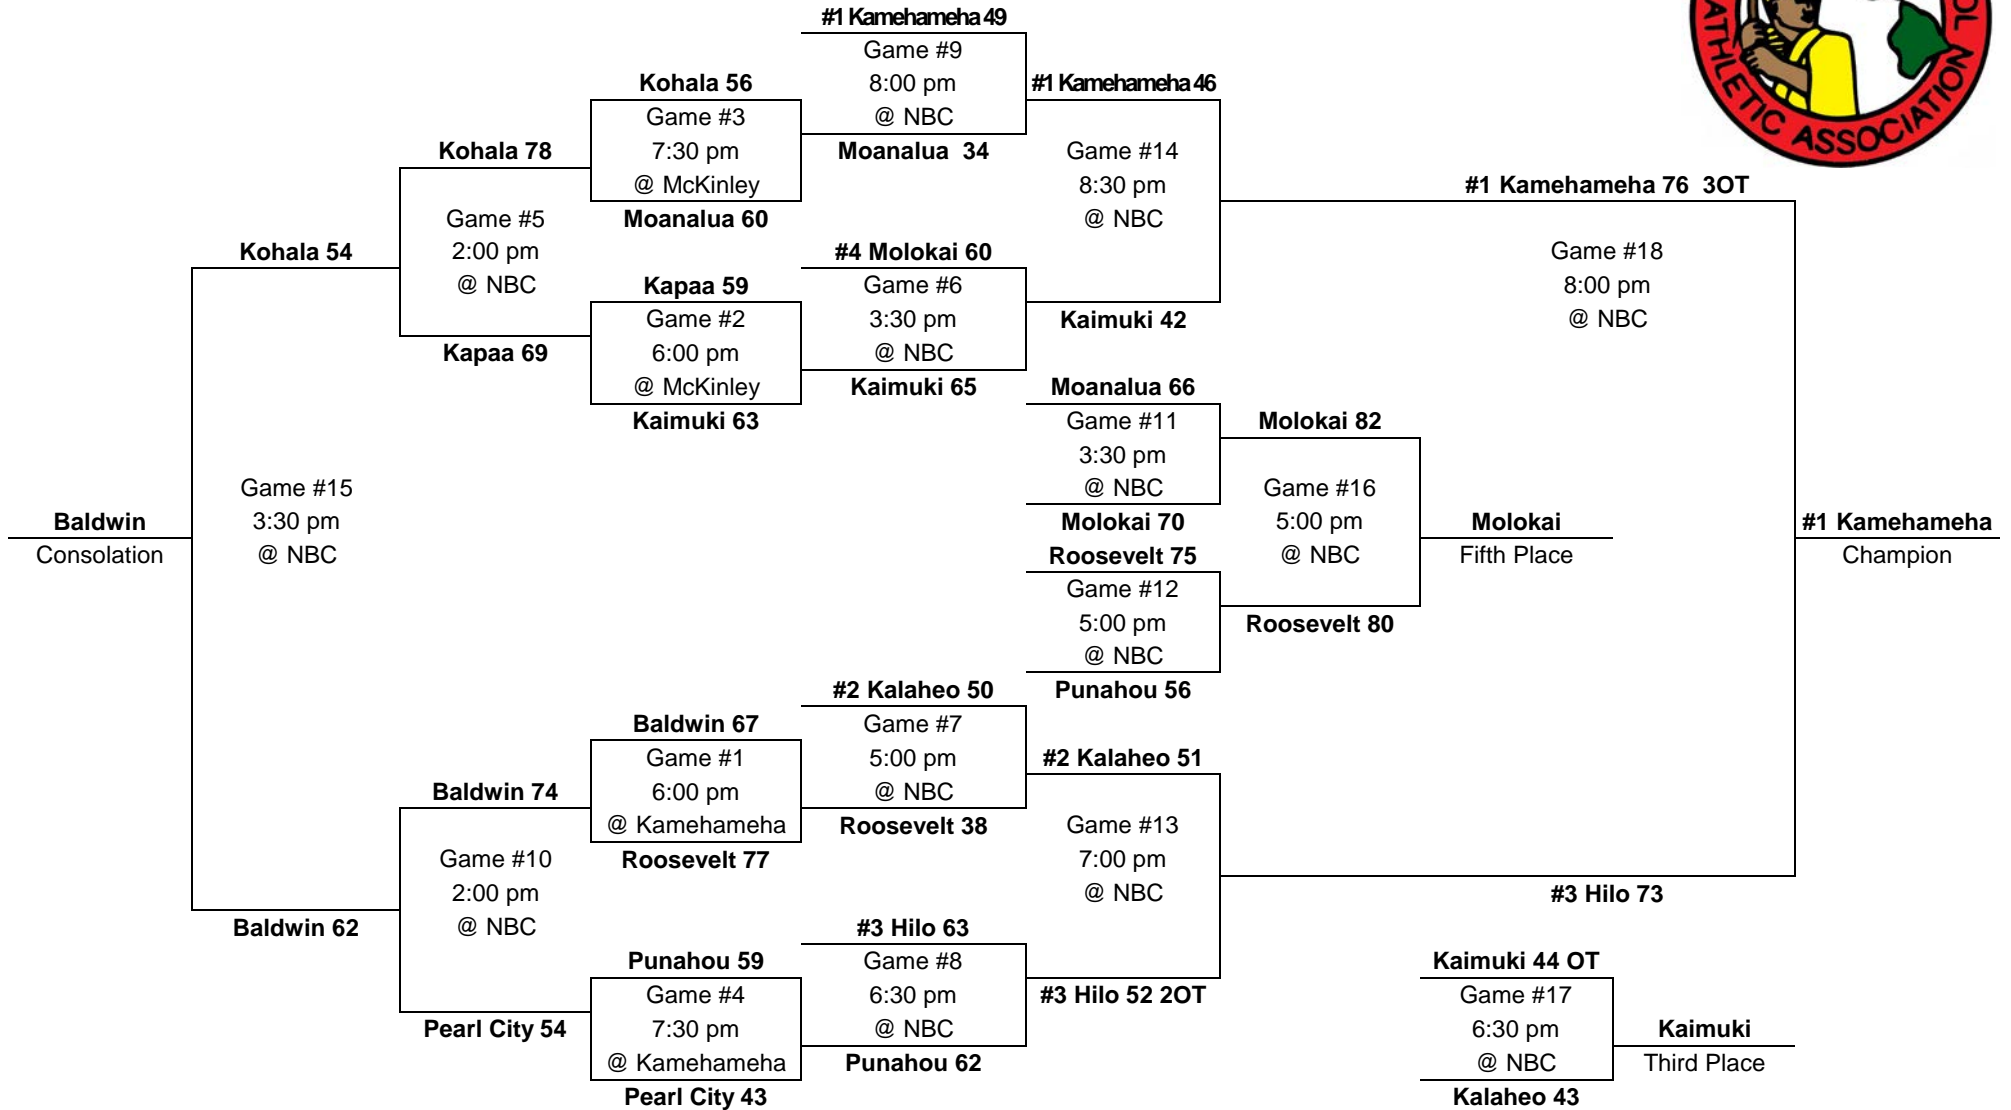 #1 Kamehameha 49
Game #9
8:00 pm
@ NBC
Moanalua 34
Kohala 56
Game #3
7:30 pm
@ McKinley
Moanalua 60
#1 Kamehameha 46
Game #14
8:30 pm
@ NBC
Kaimuki 42
Kohala 78
Game #5
2:00 pm
@ NBC
Kapaa 69
Kohala 54
#4 Molokai 60
Game #6
3:30 pm
@ NBC
Kaimuki 65
Kapaa 59
Game #2
6:00 pm
@ McKinley
Kaimuki 63
#1 Kamehameha 76 3OT
Game #18
8:00 pm
@ NBC
#3 Hilo 73
Moanalua 66
Game #11
3:30 pm
@ NBC
Molokai 70
Molokai 82
Game #16
5:00 pm
@ NBC
Roosevelt 80
Roosevelt 75
Game #12
5:00 pm
@ NBC
Punahou 56
Molokai
Fifth Place
#1 Kamehameha
Champion
Game #15
3:30 pm
@ NBC
Baldwin
Consolation
#2 Kalaheo 50
Game #7
5:00 pm
@ NBC
Roosevelt 38
Baldwin 67
Game #1
6:00 pm
@ Kamehameha
Roosevelt 77
#2 Kalaheo 51
Game #13
7:00 pm
@ NBC
#3 Hilo 52 2OT
Baldwin 74
Game #10
2:00 pm
@ NBC
Pearl City 54
Baldwin 62
#3 Hilo 63
Game #8
6:30 pm
@ NBC
Punahou 62
Punahou 59
Game #4
7:30 pm
@ Kamehameha
Pearl City 43
Kaimuki 44 OT
Game #17
6:30 pm
@ NBC
Kalaheo 43
Kaimuki
Third Place
ATHLETIC ASSOCIATION